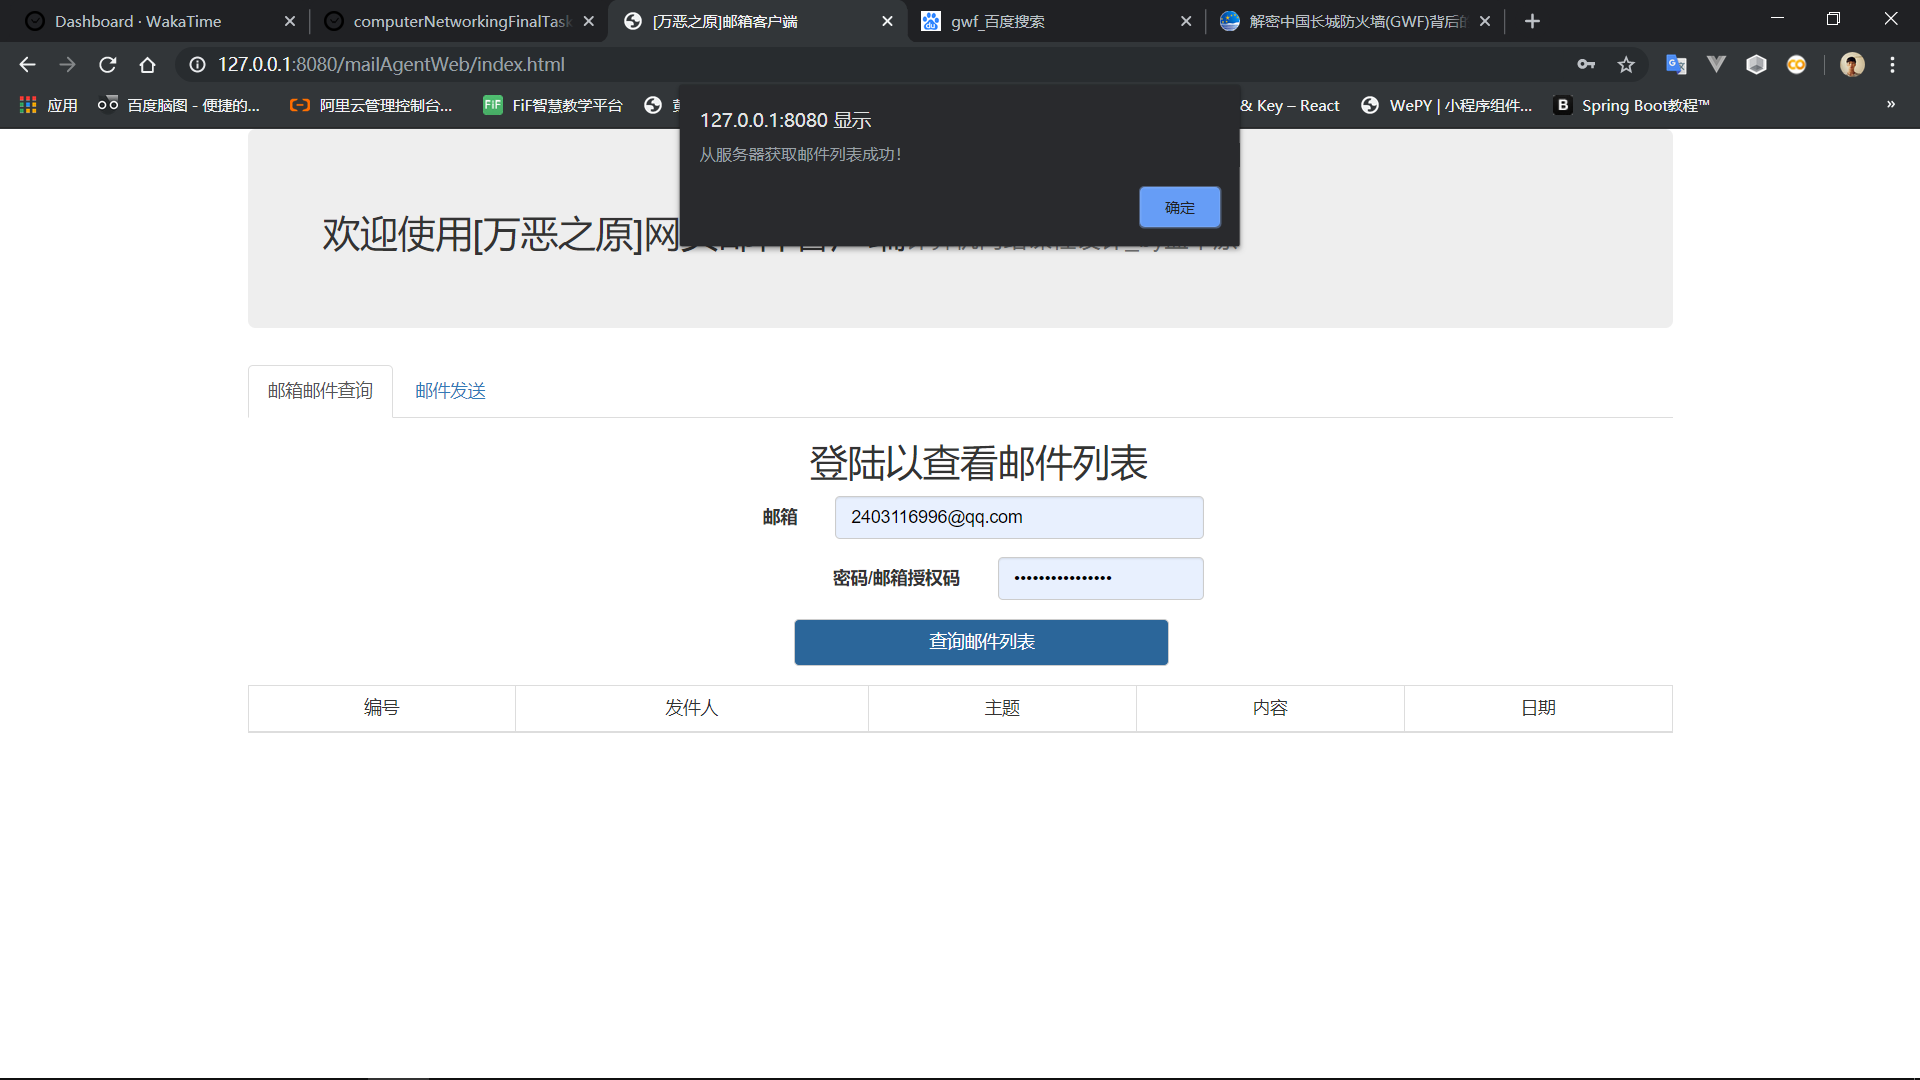 Dashboard · WakaTime
computerNetworkingFinalTask
[万恶之原]邮箱客户端
gwf_百度搜索
解密中国长城防火墙(GWF)背后的
127.0.0.1:8080/mailAgentWeb/index.html
应用
百度脑图 - 便捷的...
阿里云管理控制台...
FiF智慧教学平台
& Key – React
WePY | 小程序组件...
Spring Boot教程™
127.0.0.1:8080 显示
从服务器获取邮件列表成功!
确定
欢迎使用[万恶之原]网
邮箱邮件查询
邮件发送
登陆以查看邮件列表
邮箱
2403116996@qq.com
密码/邮箱授权码
查询邮件列表
编号 发件人 主题 内容 日期